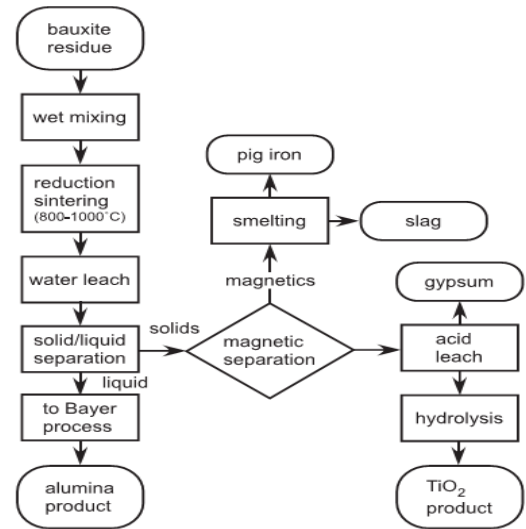 bauxite
residue
wet mixing
reduction
sintering
(800-1000°C)
water leach
solid/liquid
separation
solids
liquid
to Bayer
process
alumina
product
magnetic
separation
magnetics
smelting
pig iron
slag
acid
leach
gypsum
hydrolysis
TiO₂
product